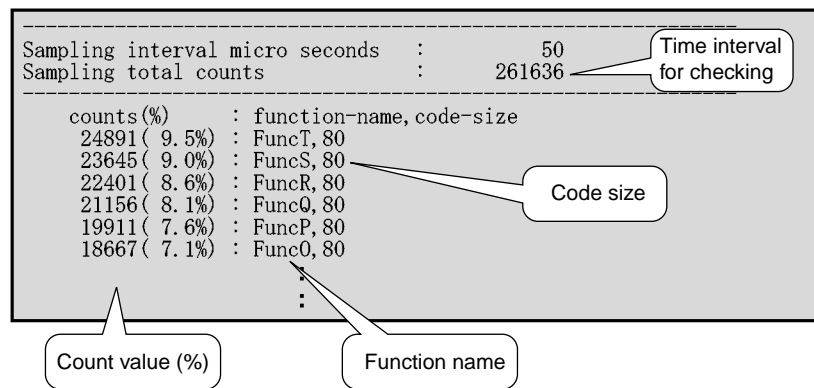 Sampling interval micro seconds : 50
Sampling total counts : 261636
Time interval
for checking
counts(%) : function-name,code-size
24891( 9.5%) : FuncT,80
23645( 9.0%) : FuncS,80
22401( 8.6%) : FuncR,80
21156( 8.1%) : FuncQ,80
19911( 7.6%) : FuncP,80
18667( 7.1%) : FuncO,80
:
:
Code size
Count value (%)
Function name